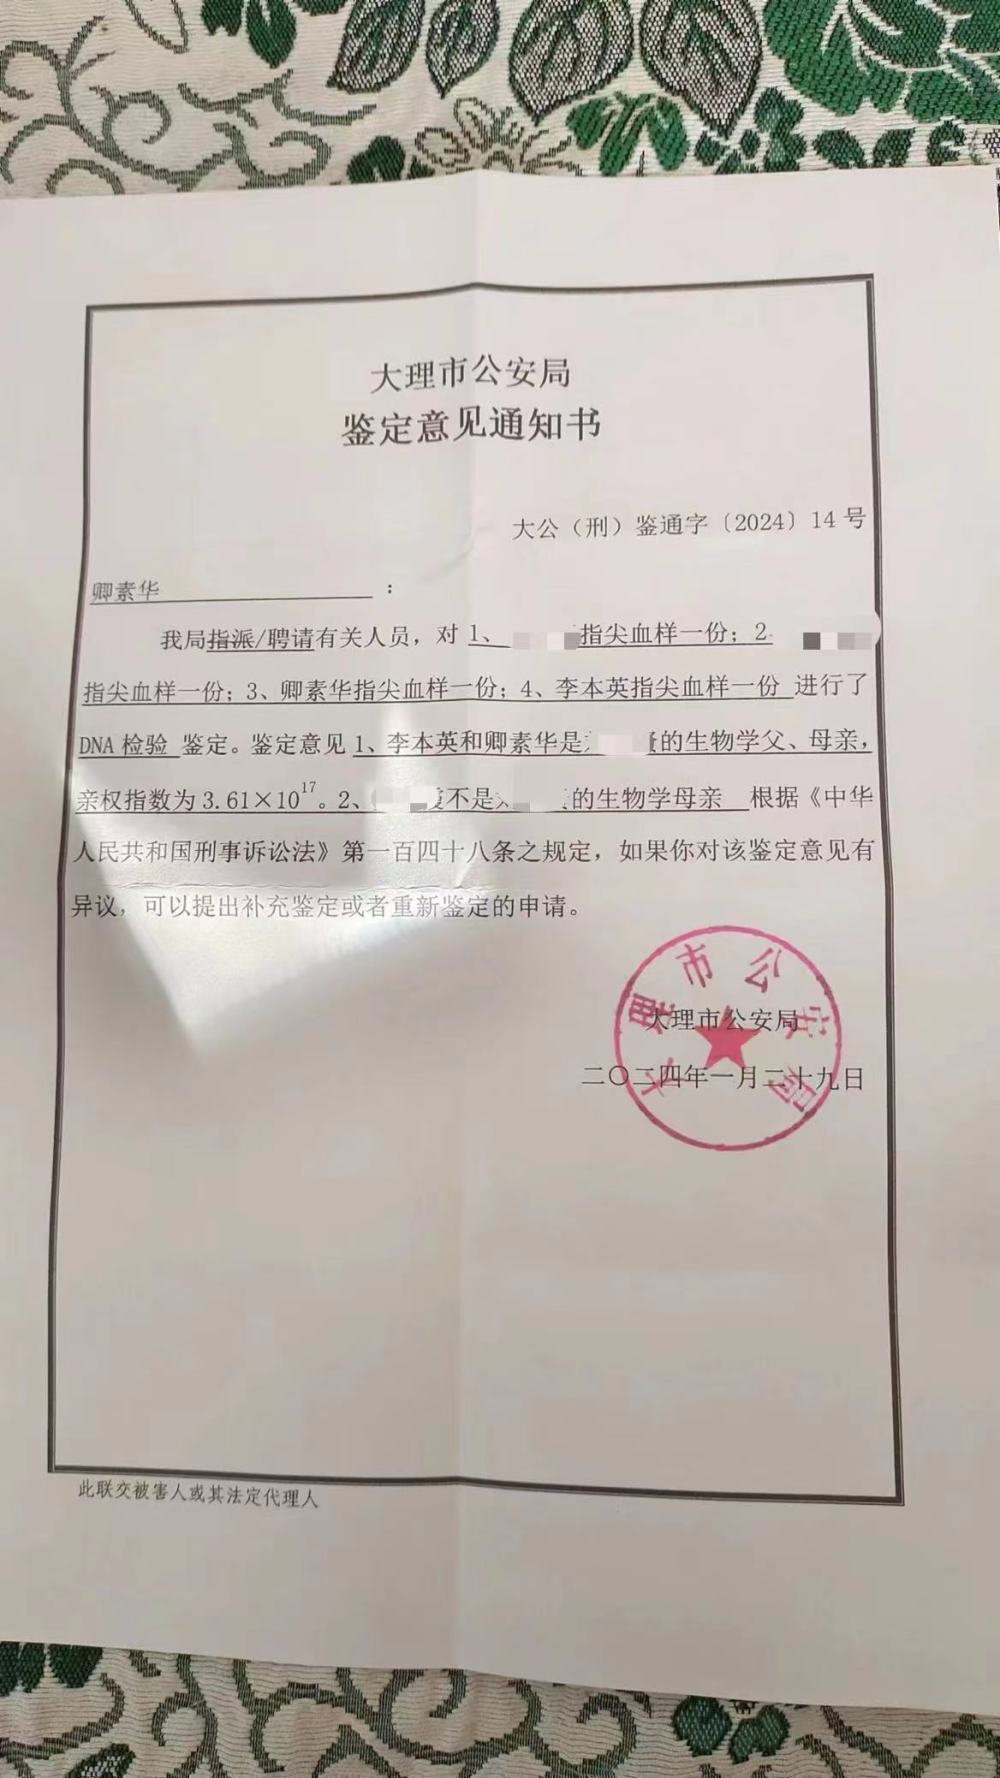 大理市公安局
鉴定意见通知书
大公（刑）鉴通字〔2024〕14号
卿素华：
我局指派/聘请有关人员，对1、指尖血样一份；2
指尖血样一份；3、卿素华指尖血样一份；4、李本英指尖血样一份 进行了
DNA检验 鉴定。鉴定意见1、李本英和卿素华是的生物学父、母亲，
亲权指数为3.61×10¹⁷。2、不是的生物学母亲 根据《中华
人民共和国刑事诉讼法》第一百四十八条之规定，如果你对该鉴定意见有
异议，可以提出补充鉴定或者重新鉴定的申请。
大理市公安局
大理市公安局
二〇二四年一月二十九日
此联交被害人或其法定代理人